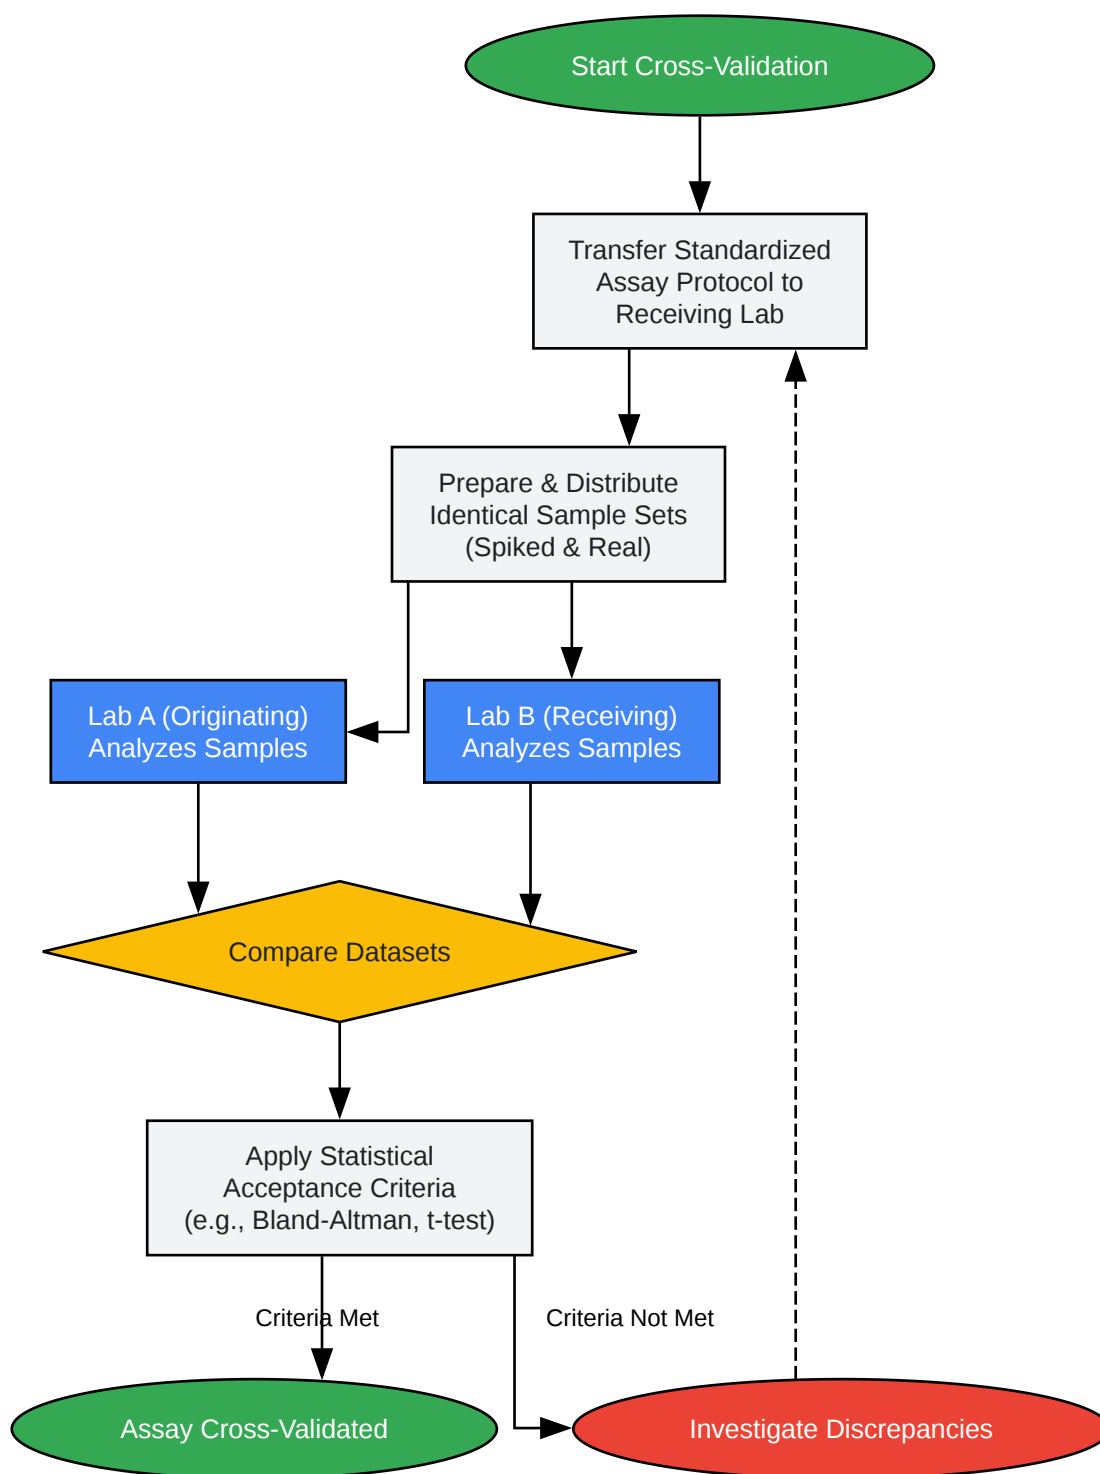 Start Cross-Validation
Transfer Standardized
Assay Protocol to
Receiving Lab
Prepare & Distribute
Identical Sample Sets
(Spiked & Real)
Lab A (Originating)
Analyzes Samples
Lab B (Receiving)
Analyzes Samples
Compare Datasets
Apply Statistical
Acceptance Criteria
(e.g., Bland-Altman, t-test)
Criteria Met
Criteria Not Met
Assay Cross-Validated
Investigate Discrepancies